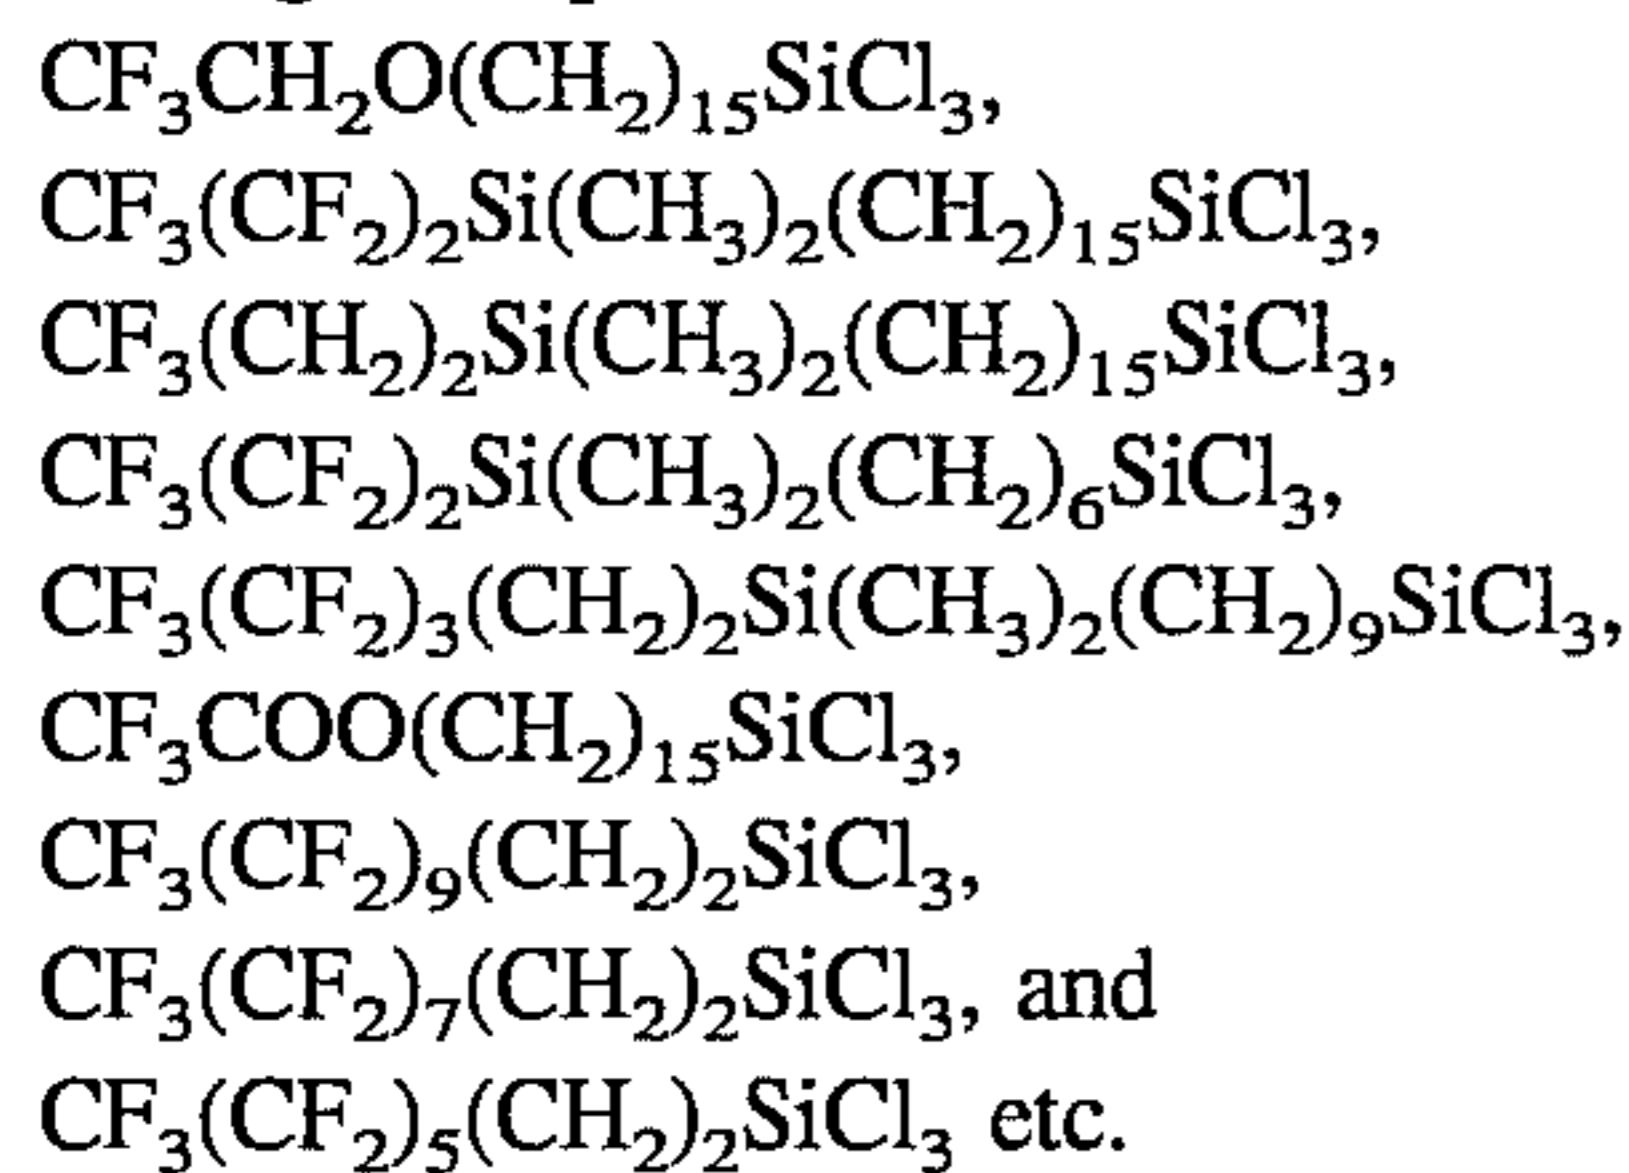 CF₃CH₂O(CH₂)₁₅SiCl₃,
CF₃(CF₂)₂Si(CH₃)₂(CH₂)₁₅SiCl₃,
CF₃(CH₂)₂Si(CH₃)₂(CH₂)₁₅SiCl₃,
CF₃(CF₂)₂Si(CH₃)₂(CH₂)₆SiCl₃,
CF₃(CF₂)₃(CH₂)₂Si(CH₃)₂(CH₂)₉SiCl₃,
CF₃COO(CH₂)₁₅SiCl₃,
CF₃(CF₂)₉(CH₂)₂SiCl₃,
CF₃(CF₂)₇(CH₂)₂SiCl₃, and
CF₃(CF₂)₅(CH₂)₂SiCl₃ etc.